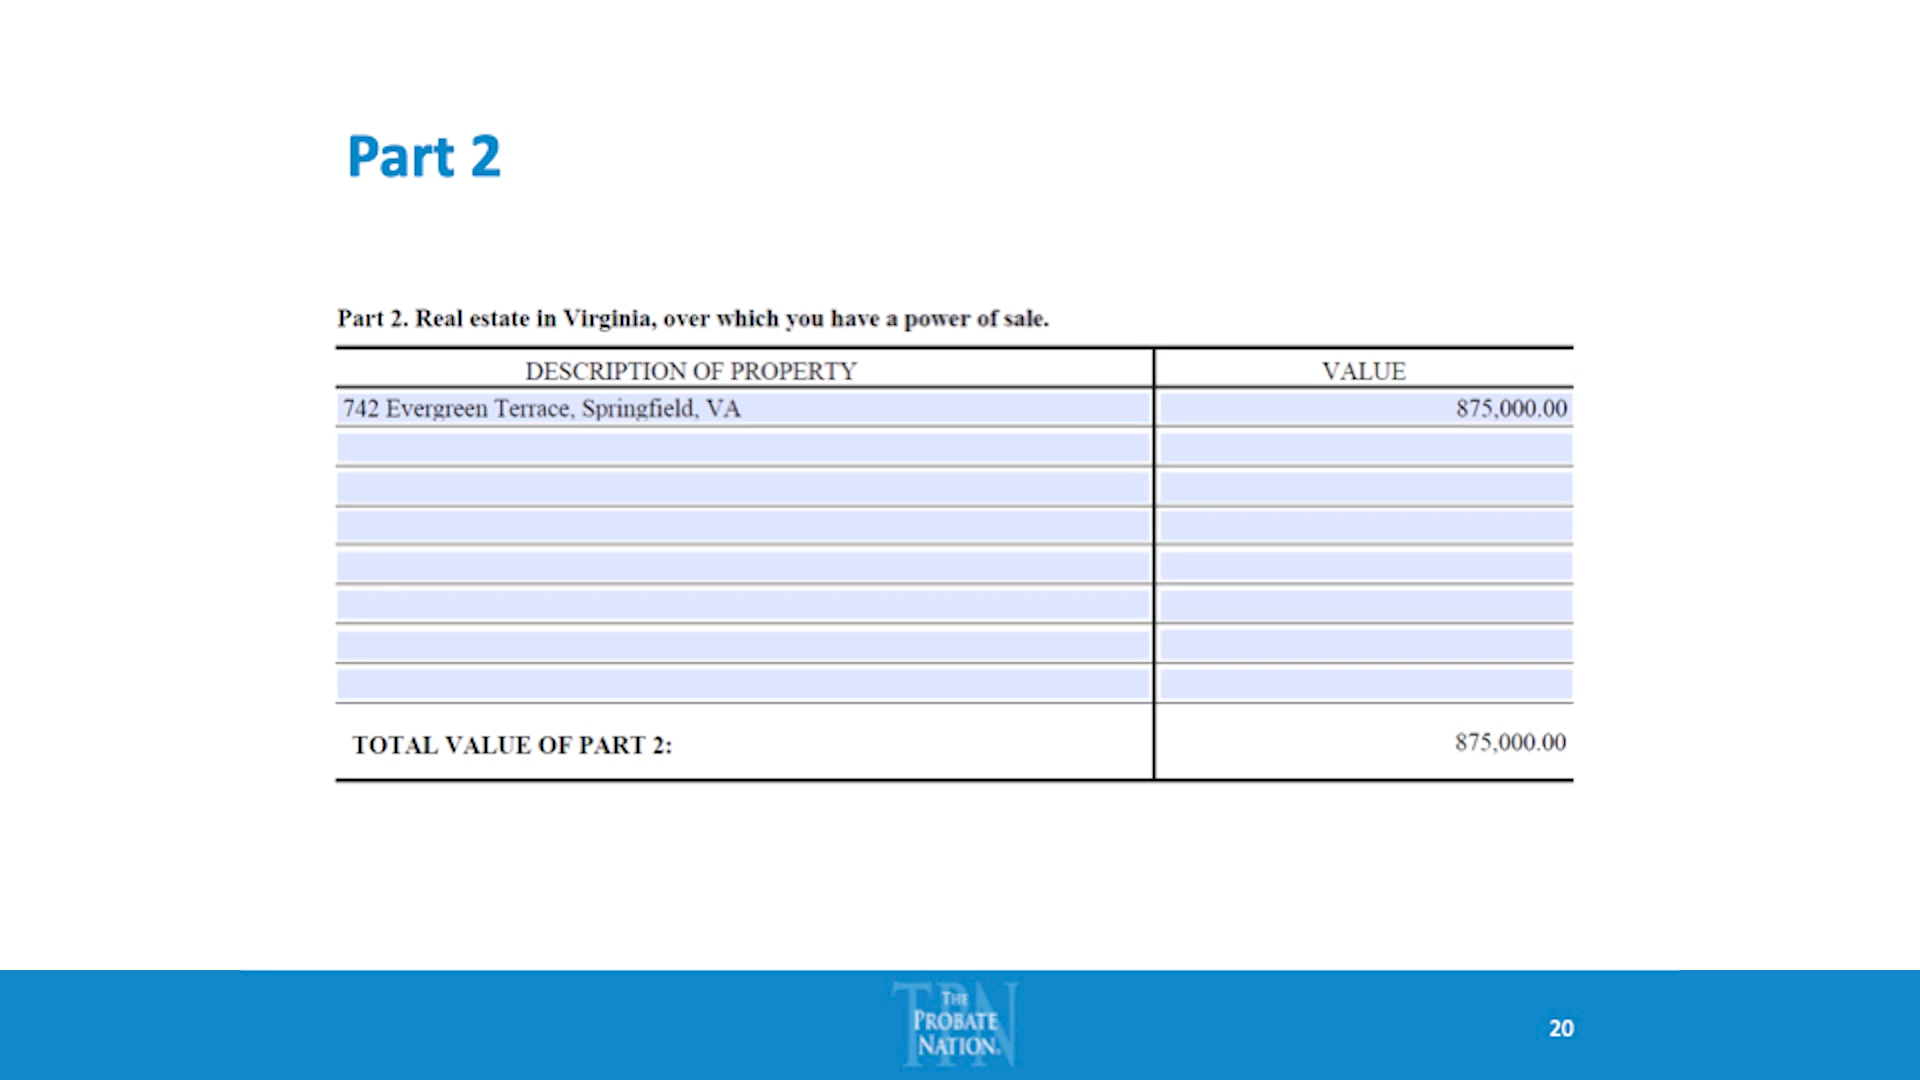 Part 2
Part 2. Real estate in Virginia, over which you have a power of sale.
DESCRIPTION OF PROPERTY VALUE
742 Evergreen Terrace, Springfield, VA 875,000.00
TOTAL VALUE OF PART 2: 875,000.00
TPN
THE
PROBATE
NATION.
20